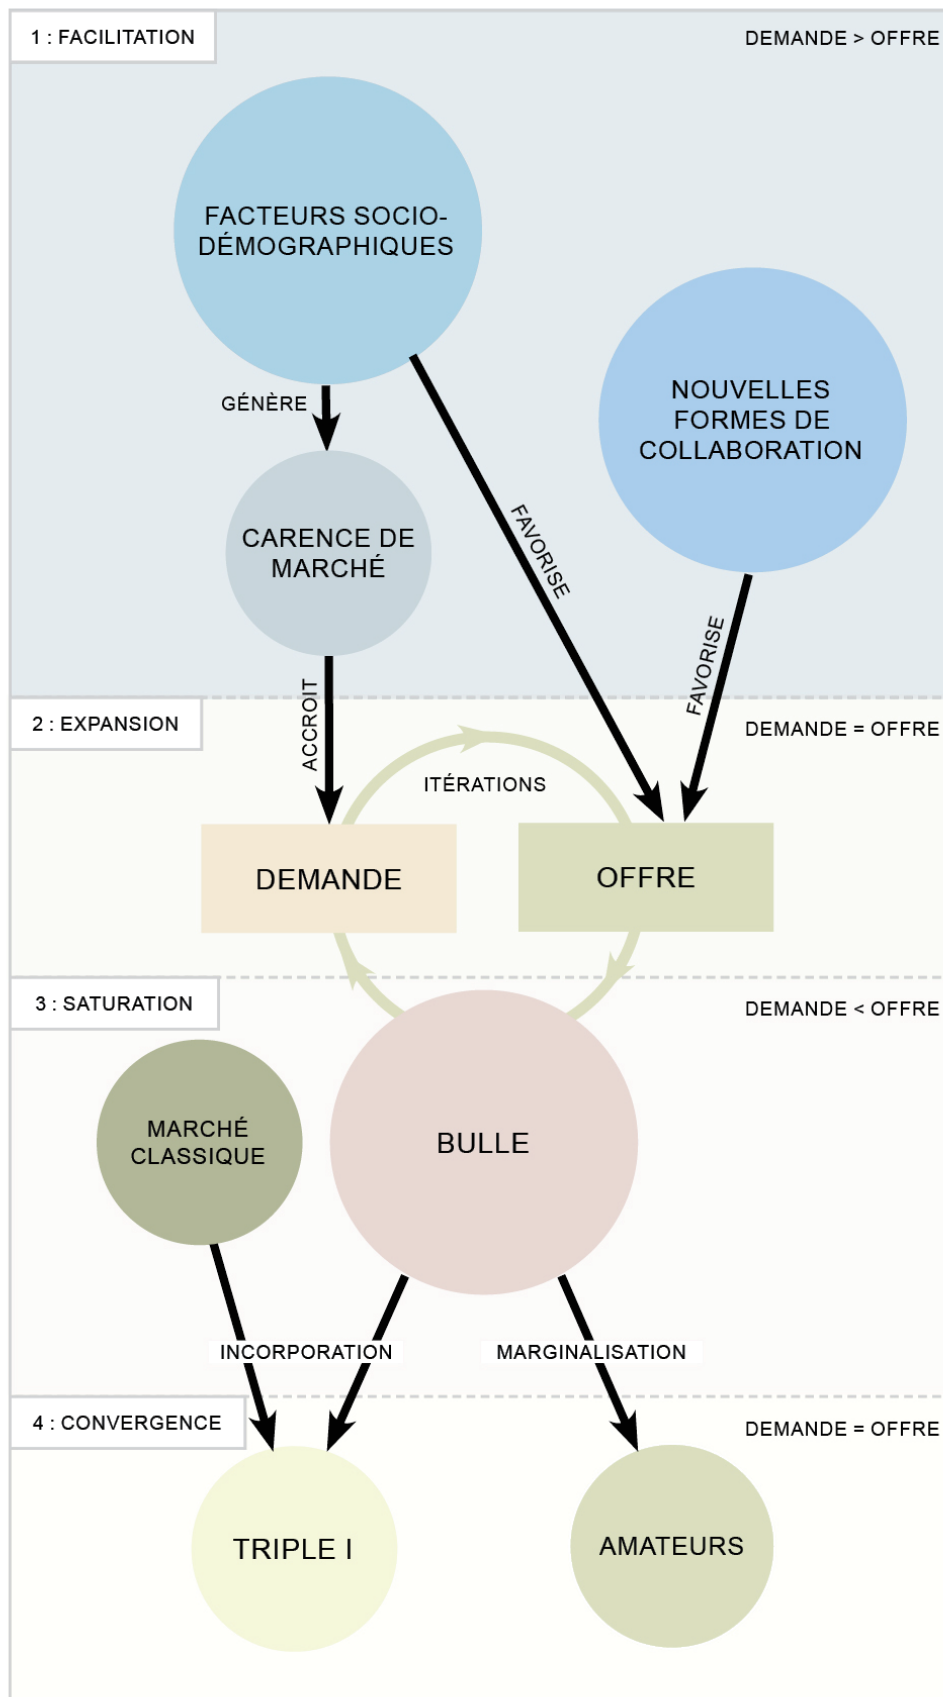 1 : FACILITATION
DEMANDE > OFFRE
FACTEURS SOCIO-
DÉMOGRAPHIQUES
NOUVELLES
FORMES DE
COLLABORATION
GÉNÈRE
CARENCE DE
MARCHÉ
FAVORISE
FAVORISE
ACCROIT
2 : EXPANSION
DEMANDE = OFFRE
ITÉRATIONS
DEMANDE
OFFRE
3 : SATURATION
DEMANDE < OFFRE
MARCHÉ
CLASSIQUE
BULLE
INCORPORATION
MARGINALISATION
4 : CONVERGENCE
DEMANDE = OFFRE
TRIPLE I
AMATEURS